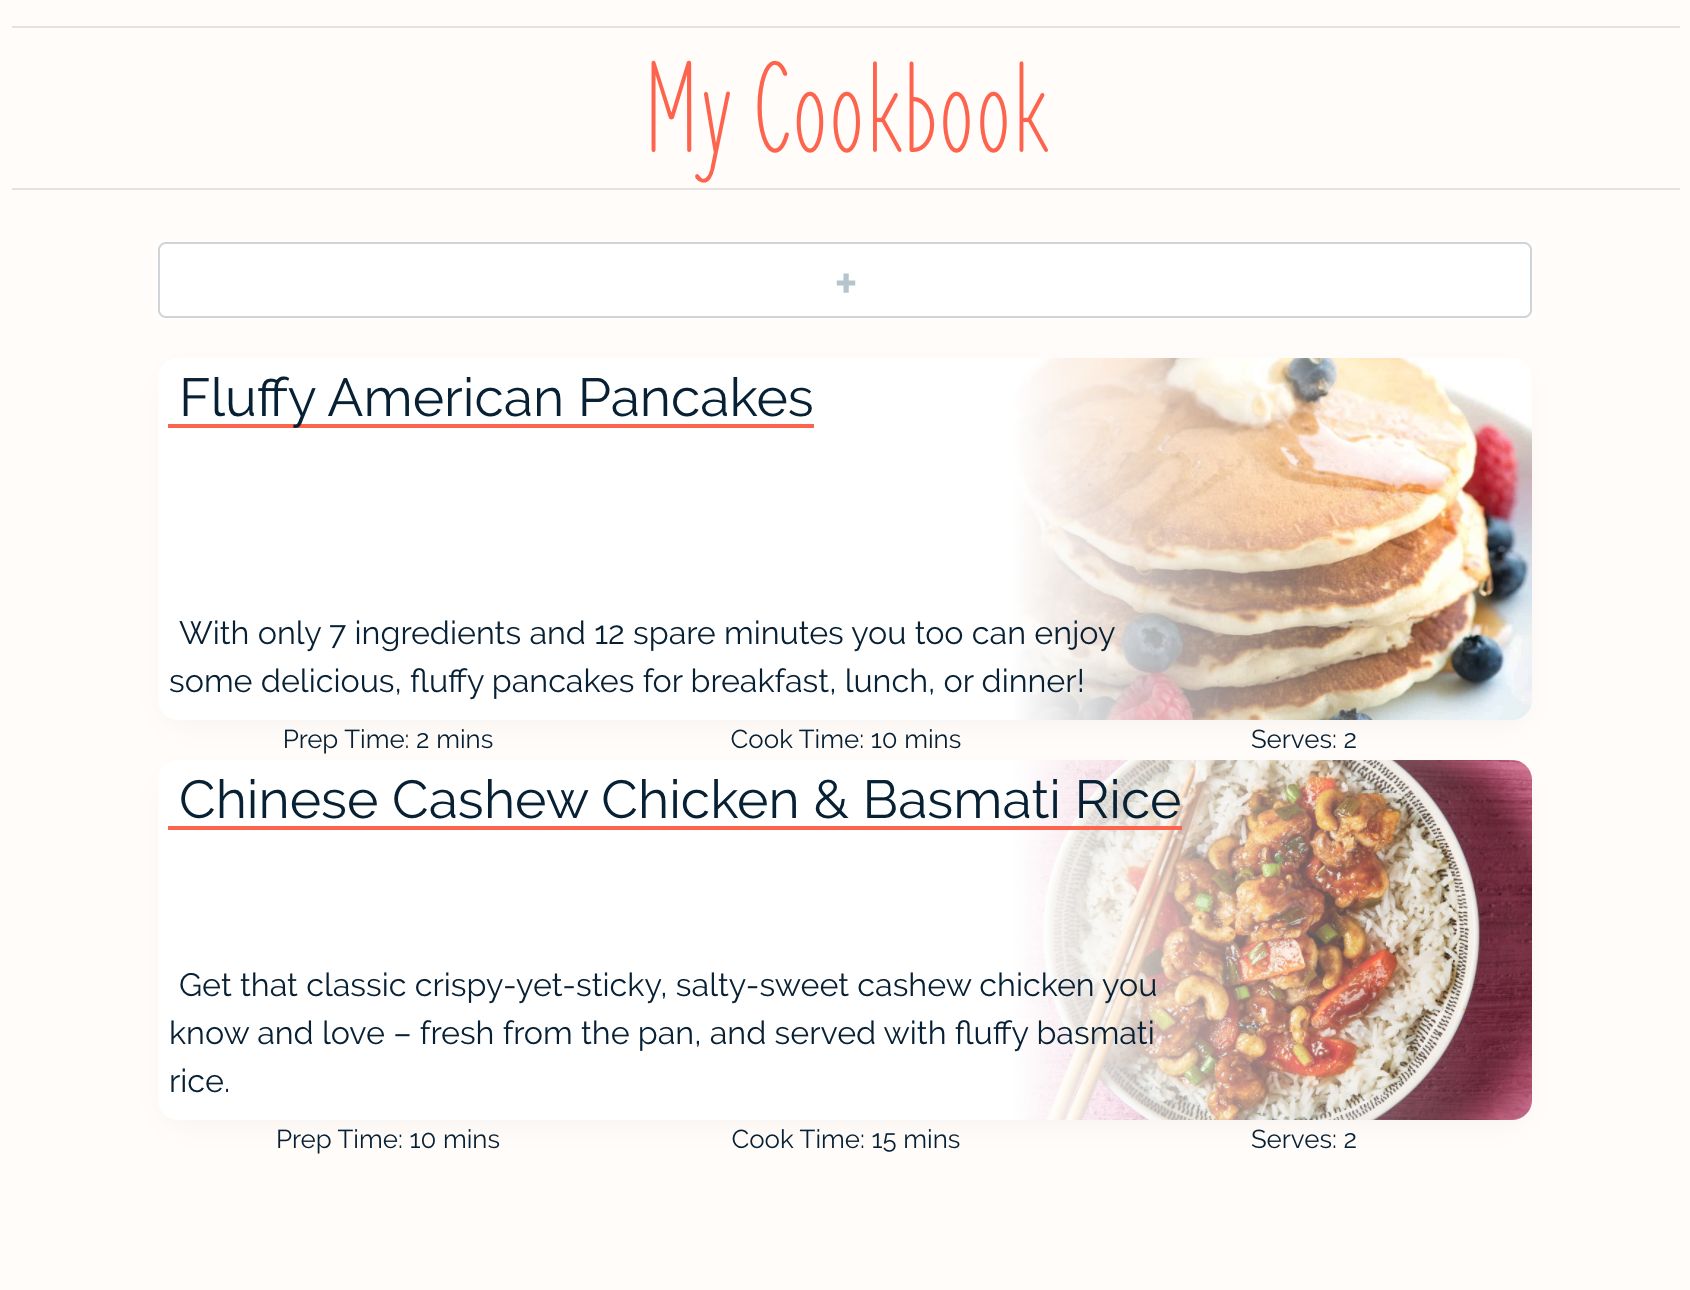 My Cookbook
+
Fluffy American Pancakes
With only 7 ingredients and 12 spare minutes you too can enjoy
some delicious, fluffy pancakes for breakfast, lunch, or dinner!
Prep Time: 2 mins
Cook Time: 10 mins
Serves: 2
Chinese Cashew Chicken & Basmati Rice
Get that classic crispy-yet-sticky, salty-sweet cashew chicken you
know and love – fresh from the pan, and served with fluffy basmati
rice.
Prep Time: 10 mins
Cook Time: 15 mins
Serves: 2